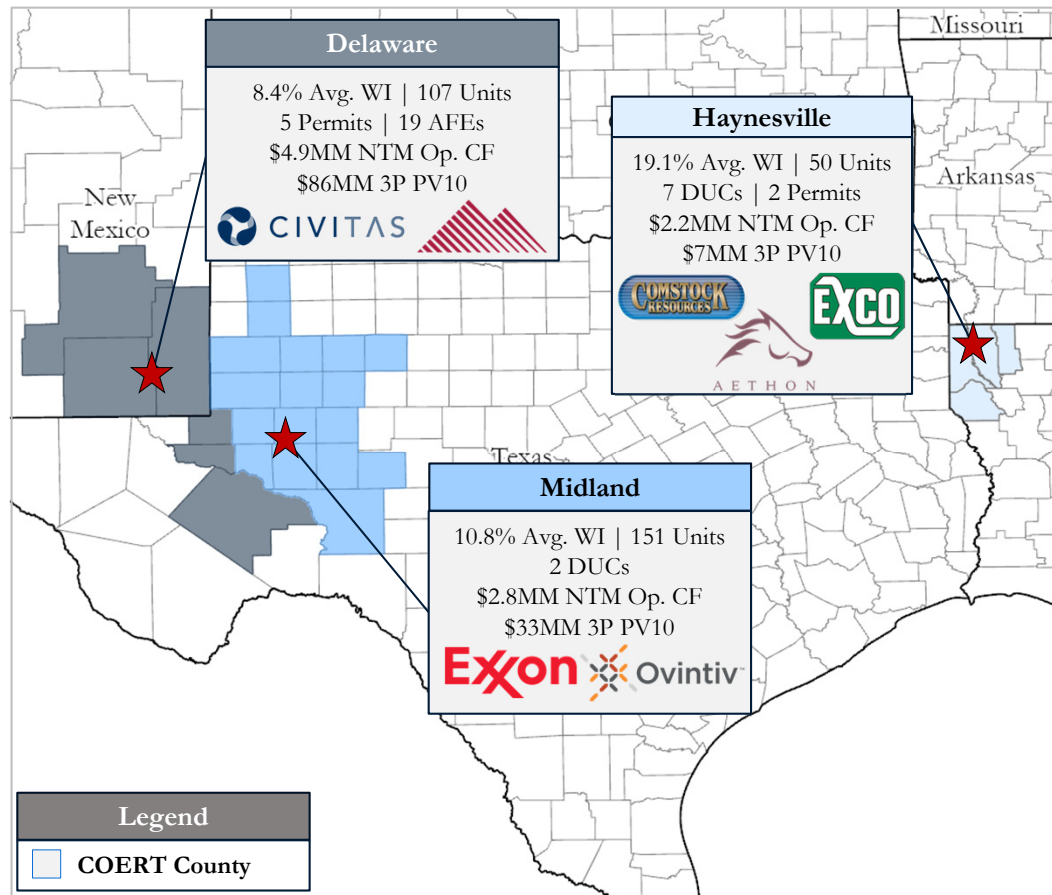 Missouri
Delaware
8.4% Avg. WI | 107 Units
5 Permits | 19 AFEs
$4.9MM NTM Op. CF
$86MM 3P PV10
CIVITAS
Haynesville
19.1% Avg. WI | 50 Units
7 DUCs | 2 Permits
$2.2MM NTM Op. CF
$7MM 3P PV10
COMSTOCK
RESOURCES
EXCO
AETHON
Arkansas
New
Mexico
Texas
Midland
10.8% Avg. WI | 151 Units
2 DUCs
$2.8MM NTM Op. CF
$33MM 3P PV10
Exxon
Ovintiv™
Legend
COERT County